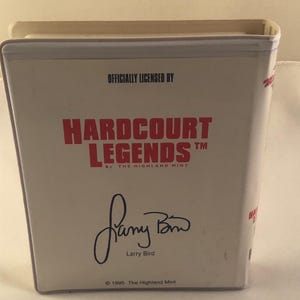 OFFICIALLY LICENSED BY
HARDCOURT
LEGENDS™
BY THE HIGHLAND MINT
Larry Bird
Larry Bird
© 1995 The Highland Mint